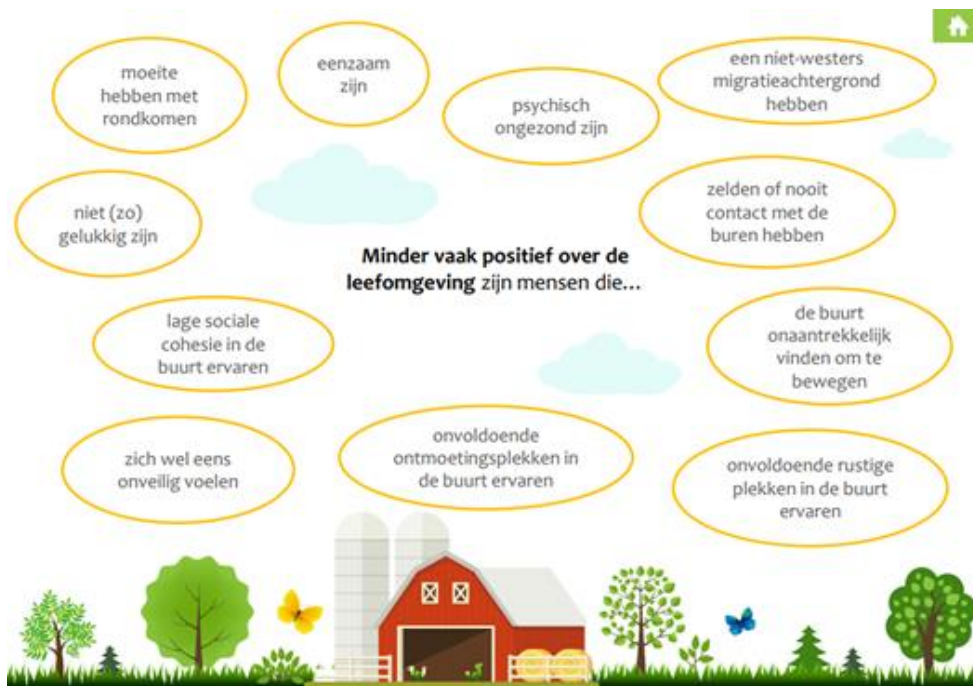 moeite
hebben met
rondkomen
eenzaam
zijn
psychisch
ongezond zijn
een niet-westers
migratieachtergrond
hebben
niet (zo)
gelukkig zijn
zelden of nooit
contact met de
buren hebben
Minder vaak positief over de
leefomgeving zijn mensen die...
lage sociale
cohesie in de
buurt ervaren
de buurt
onaantrekkelijk
vinden om te
bewegen
zich wel eens
onveilig voelen
onvoldoende
ontmoetingsplekken in
de buurt ervaren
onvoldoende rustige
plekken in de buurt
ervaren